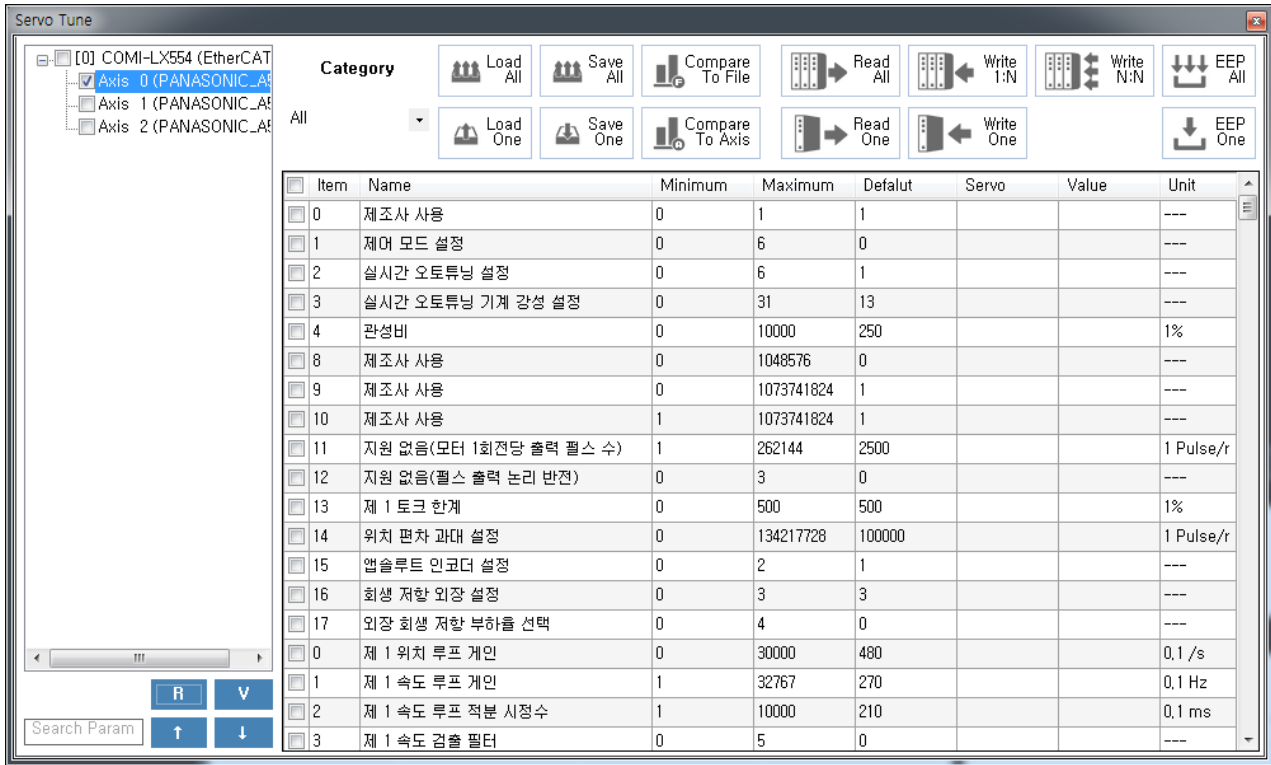 Servo Tune
[0] COMI-LX554 (EtherCAT
Axis 0 (PANASONIC_A5
Axis 1 (PANASONIC_A5
Axis 2 (PANASONIC_A5
Category
All
Load All
Save All
Compare To File
Read All
Write 1:N
Write N:N
EEP All
Load One
Save One
Compare To Axis
Read One
Write One
EEP One
Item Name Minimum Maximum Defalut Servo Value Unit
0 제조사 사용 0 1 1 ---
1 제어 모드 설정 0 6 0 ---
2 실시간 오토튜닝 설정 0 6 1 ---
3 실시간 오토튜닝 기계 강성 설정 0 31 13 ---
4 관성비 0 10000 250 1%
8 제조사 사용 0 1048576 0 ---
9 제조사 사용 0 1073741824 1 ---
10 제조사 사용 1 1073741824 1 ---
11 지원 없음(모터 1회전당 출력 펄스 수) 1 262144 2500 1 Pulse/r
12 지원 없음(펄스 출력 논리 반전) 0 3 0 ---
13 제 1 토크 한계 0 500 500 1%
14 위치 편차 과대 설정 0 134217728 100000 1 Pulse/r
15 앱솔루트 인코더 설정 0 2 1 ---
16 회생 저항 외장 설정 0 3 3 ---
17 외장 회생 저항 부하율 선택 0 4 0 ---
0 제 1 위치 루프 게인 0 30000 480 0.1 /s
1 제 1 속도 루프 게인 1 32767 270 0.1 Hz
2 제 1 속도 루프 적분 시정수 1 10000 210 0.1 ms
3 제 1 속도 검출 필터 0 5 0 ---
R V
Search Param ↑ ↓